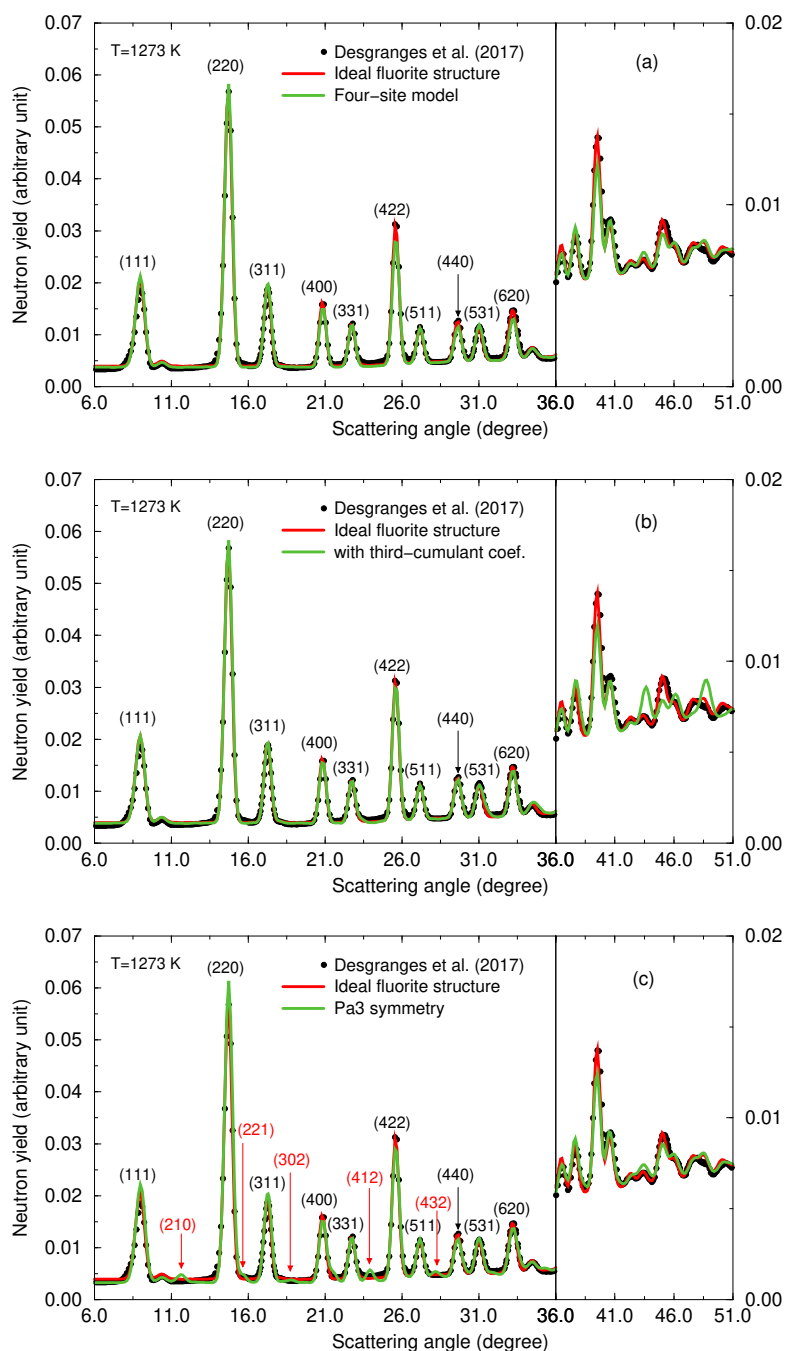 T=1273 K
Desgranges et al. (2017)
Ideal fluorite structure
Four−site model
(a)
(111)
(220)
(311)
(400)
(331)
(422)
(511)
(440)
(531)
(620)
Neutron yield (arbitrary unit)
0.07
0.06
0.05
0.04
0.03
0.02
0.01
0.00
0.02
0.01
0.00
6.0 11.0 16.0 21.0 26.0 31.0 36.0 36.0 41.0 46.0 51.0
Scattering angle (degree)
T=1273 K
Desgranges et al. (2017)
Ideal fluorite structure
with third−cumulant coef.
(b)
(111)
(220)
(311)
(400)
(331)
(422)
(511)
(440)
(531)
(620)
Neutron yield (arbitrary unit)
0.07
0.06
0.05
0.04
0.03
0.02
0.01
0.00
0.02
0.01
0.00
6.0 11.0 16.0 21.0 26.0 31.0 36.0 36.0 41.0 46.0 51.0
Scattering angle (degree)
T=1273 K
Desgranges et al. (2017)
Ideal fluorite structure
Pa3 symmetry
(c)
(111)
(210)
(220)
(221)
(311)
(302)
(400)
(331)
(412)
(422)
(511)
(432)
(440)
(531)
(620)
Neutron yield (arbitrary unit)
0.07
0.06
0.05
0.04
0.03
0.02
0.01
0.00
0.02
0.01
0.00
6.0 11.0 16.0 21.0 26.0 31.0 36.0 36.0 41.0 46.0 51.0
Scattering angle (degree)